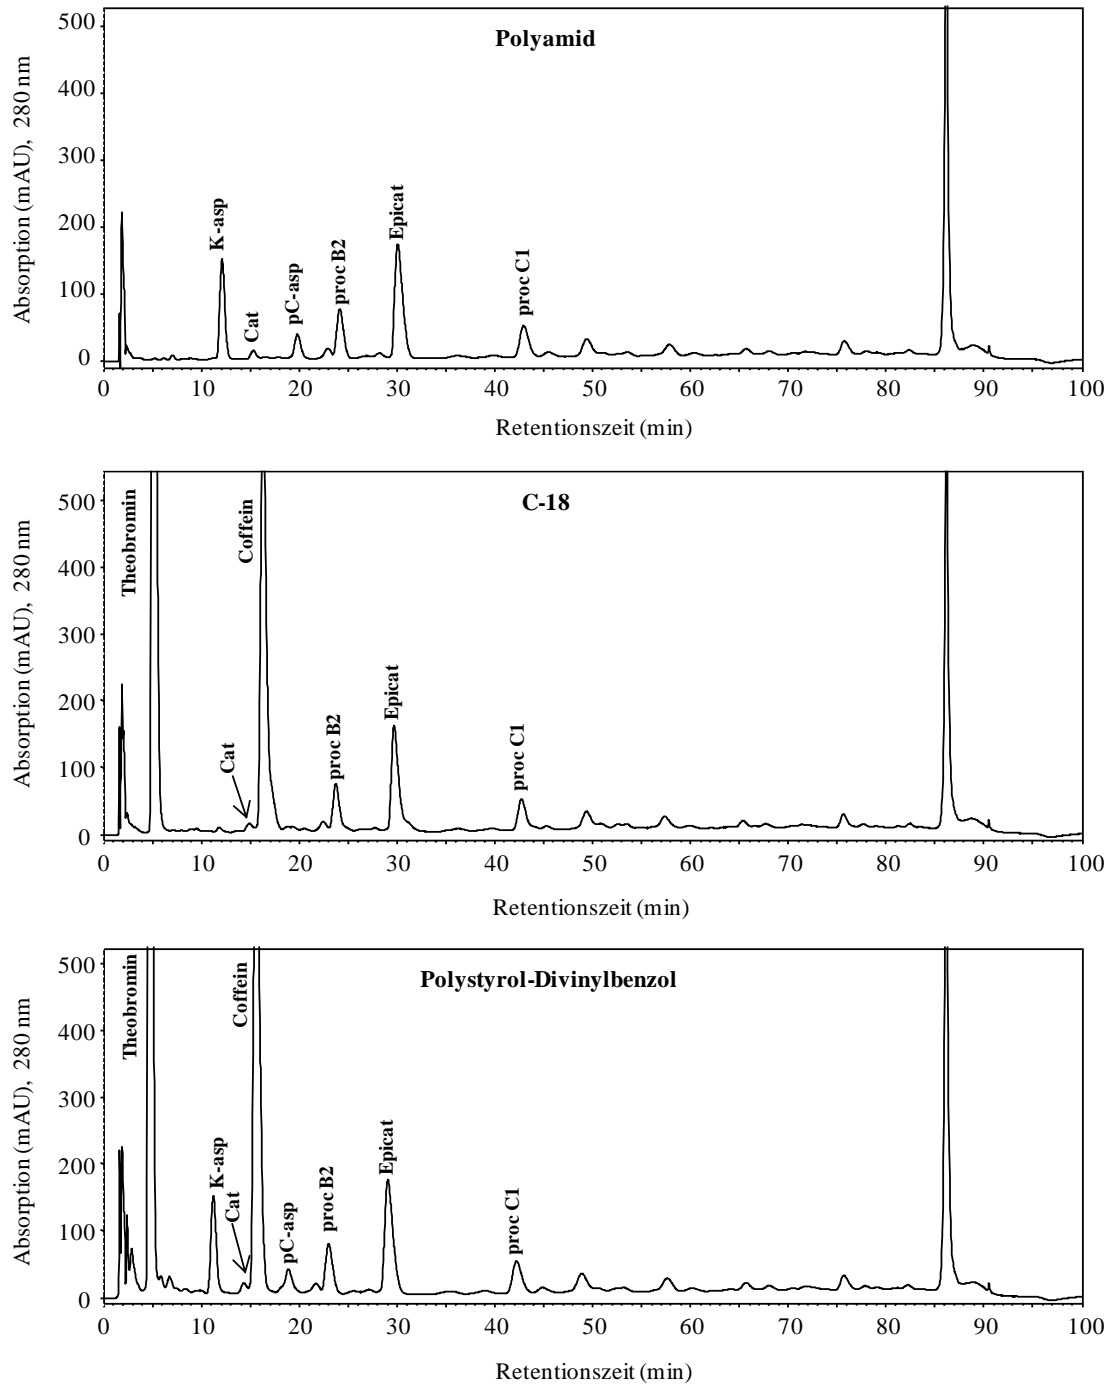 Polyamid
Absorption (mAU), 280 nm
500
400
300
200
100
0
K-asp
Cat
pC-asp
proc B2
Epicat
proc C1
0 10 20 30 40 50 60 70 80 90 100
Retentionszeit (min)
C-18
Absorption (mAU), 280 nm
500
400
300
200
100
0
Theobromin
Cat
Coffein
proc B2
Epicat
proc C1
0 10 20 30 40 50 60 70 80 90 100
Retentionszeit (min)
Polystyrol-Divinylbenzol
Absorption (mAU), 280 nm
500
400
300
200
100
0
Theobromin
K-asp
Cat
Coffein
pC-asp
proc B2
Epicat
proc C1
0 10 20 30 40 50 60 70 80 90 100
Retentionszeit (min)